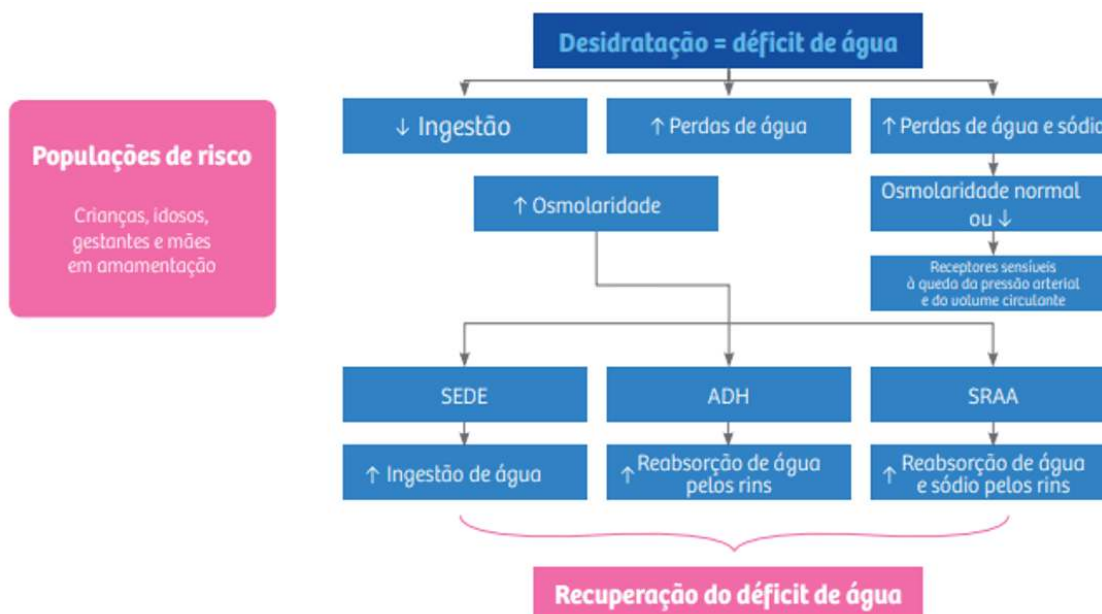 Desidratação = déficit de água
Populações de risco
Crianças, idosos,
gestantes e mães
em amamentação
↓ Ingestão
↑ Perdas de água
↑ Perdas de água e sódio
↑ Osmolaridade
Osmolaridade normal
ou ↓
Receptores sensíveis
à queda da pressão arterial
e do volume circulante
SEDE
ADH
SRAA
↑ Ingestão de água
↑ Reabsorção de água
pelos rins
↑ Reabsorção de água
e sódio pelos rins
Recuperação do déficit de água